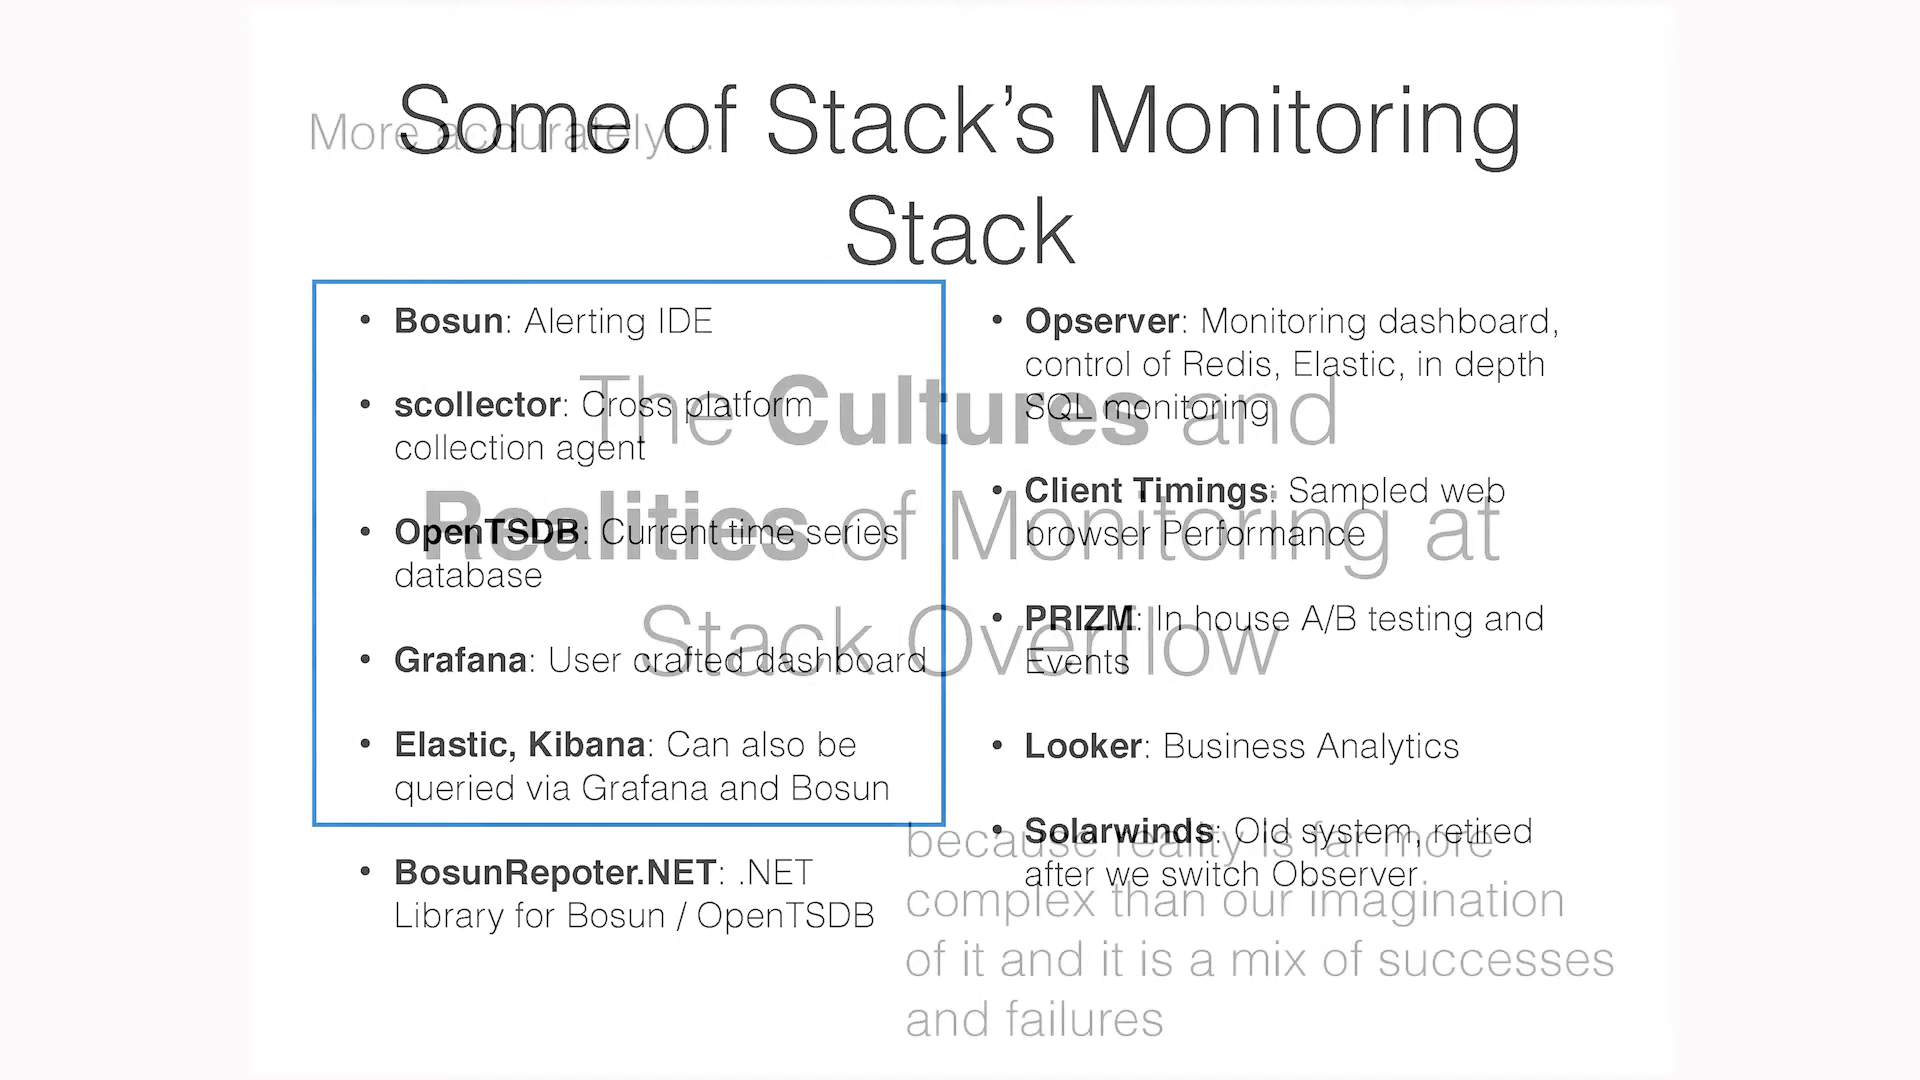 Some of Stack’s Monitoring
Stack
• Bosun: Alerting IDE
• scollector: Cross platform
collection agent
• OpenTSDB: Current time series
database
• Grafana: User crafted dashboard
• Elastic, Kibana: Can also be
queried via Grafana and Bosun
• BosunRepoter.NET: .NET
Library for Bosun / OpenTSDB
• Opserver: Monitoring dashboard,
control of Redis, Elastic, in depth
SQL monitoring
• Client Timings: Sampled web
browser Performance
• PRIZM: In house A/B testing and
Events
• Looker: Business Analytics
• Solarwinds: Old system, retired
after we switch Observer
More accurately...
The Cultures and
Realities of Monitoring at
Stack Overflow
because reality is far more
complex than our imagination
of it and it is a mix of successes
and failures